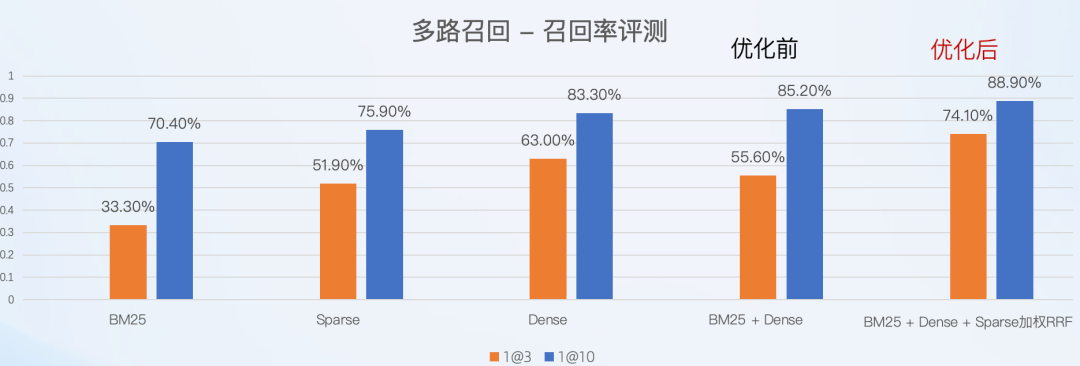 多路召回 – 召回率评测
优化前
优化后
1
0.9
0.8
0.7
0.6
0.5
0.4
0.3
0.2
0.1
0
33.30%
70.40%
51.90%
75.90%
63.00%
83.30%
55.60%
85.20%
74.10%
88.90%
BM25
Sparse
Dense
BM25 + Dense
BM25 + Dense + Sparse加权RRF
1@3
1@10